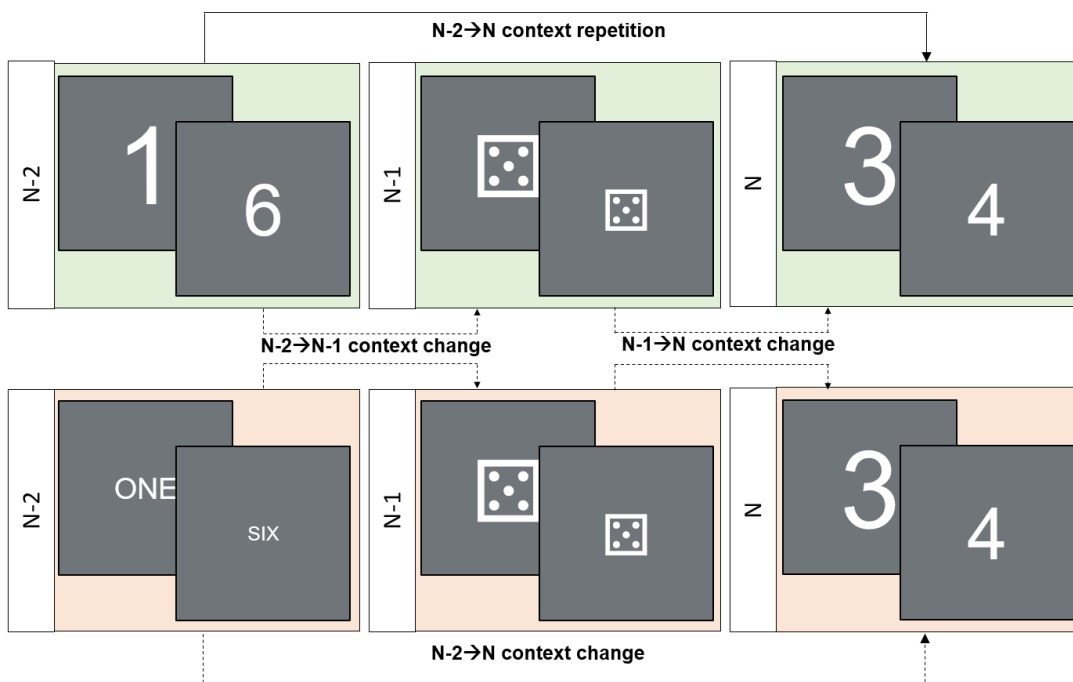 N-2→N context repetition
N-2
1
6
N-1
N
3
4
N-2→N-1 context change
N-1→N context change
N-2
ONE
SIX
N-1
N
3
4
N-2→N context change